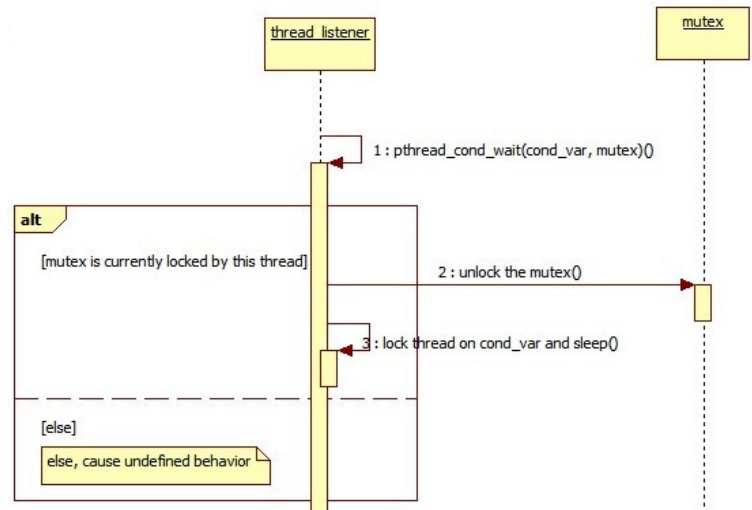 thread_listener
mutex
1 : pthread_cond_wait(cond_var, mutex)()
alt
[mutex is currently locked by this thread]
2 : unlock the mutex()
3 : lock thread on cond_var and sleep()
[else]
else, cause undefined behavior